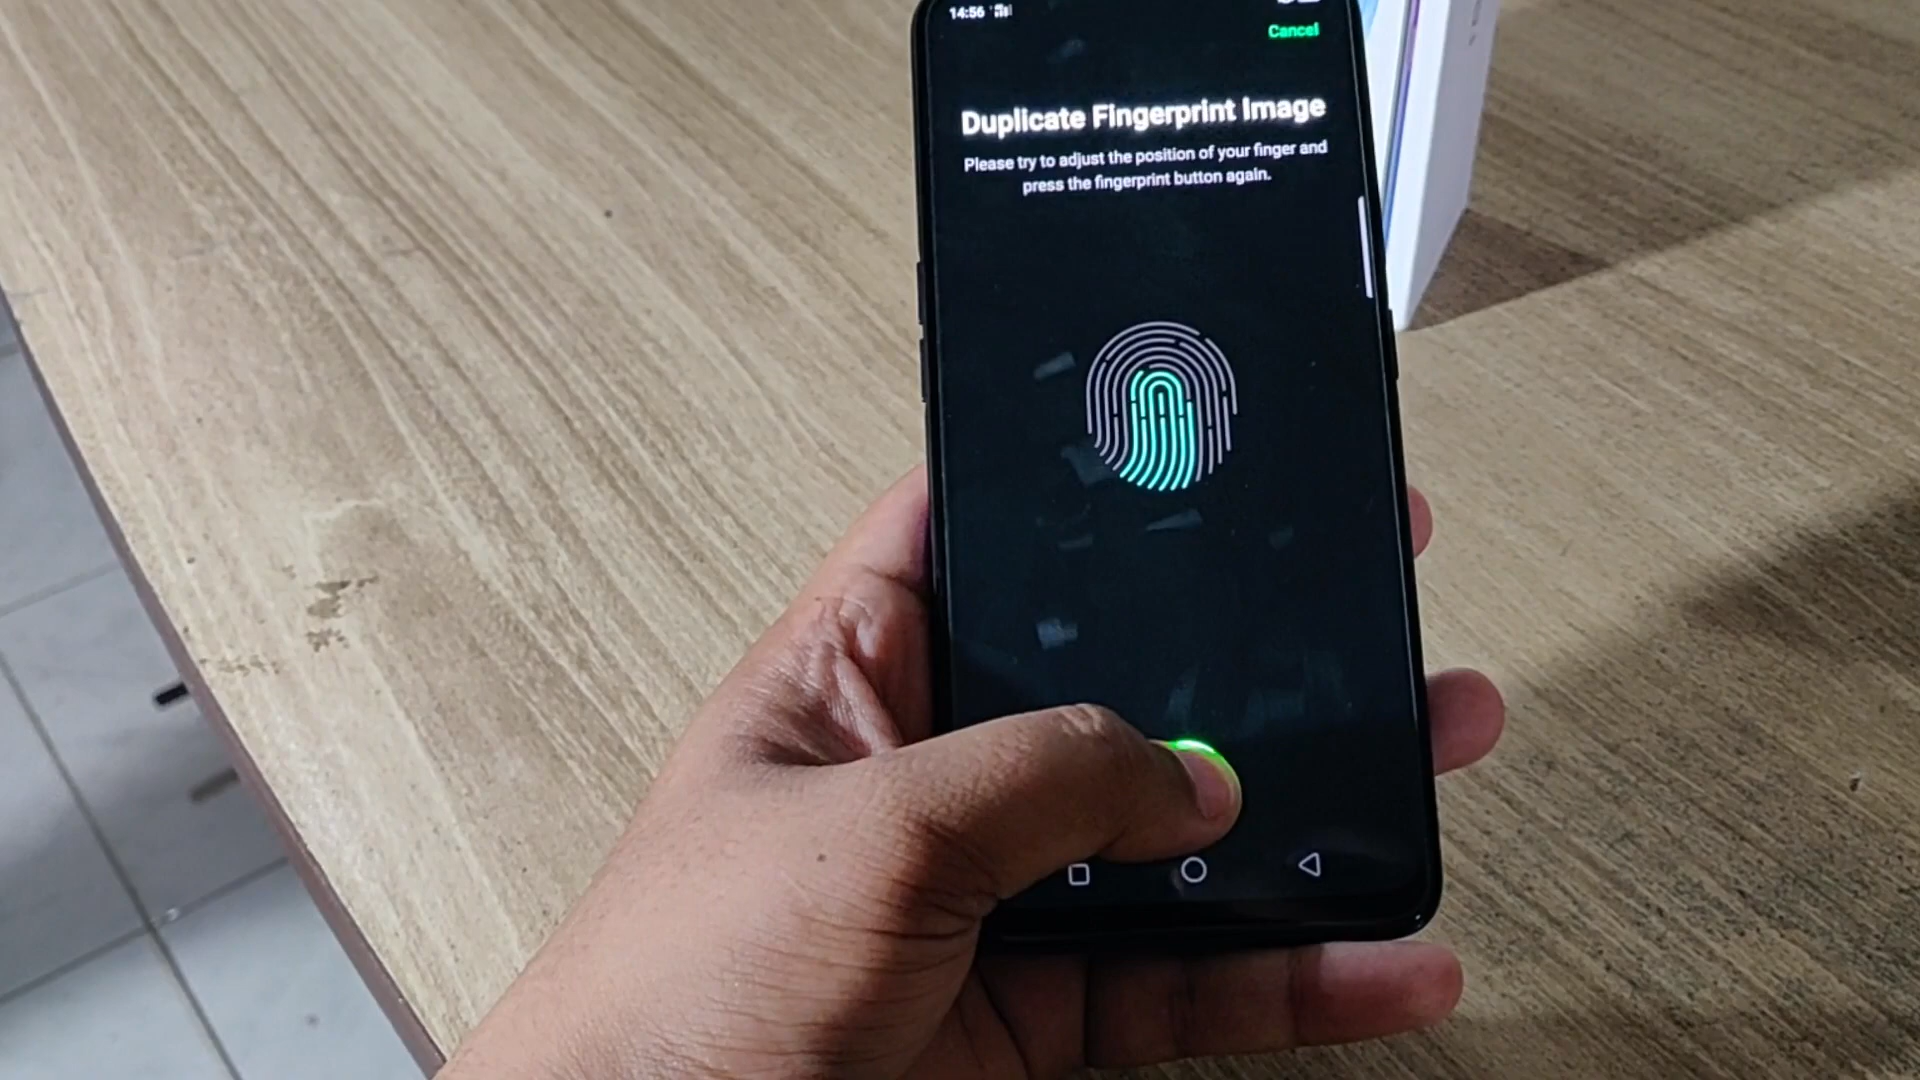 14:56
Cancel
Duplicate Fingerprint Image
Please try to adjust the position of your finger and
press the fingerprint button again.